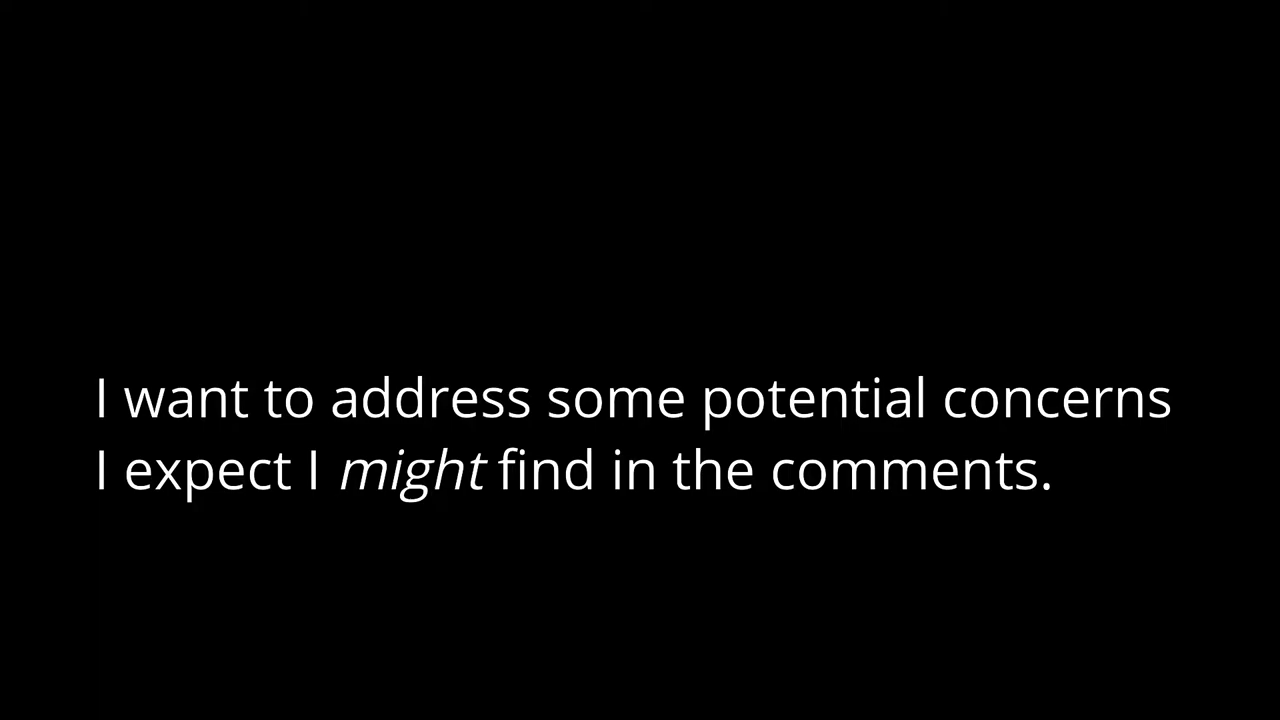 I want to address some potential concerns
I expect I might find in the comments.